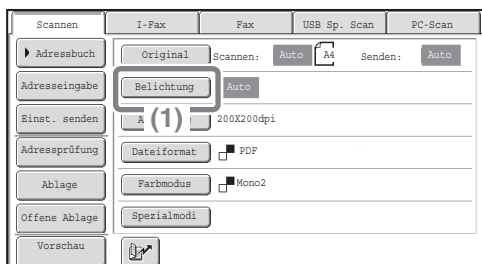 Scannen I-Fax Fax USB Sp. Scan PC-Scan
Adressbuch Original Scannen: Auto A4 Senden: Auto
Adresseingabe Belichtung Auto
Einst. senden A (1) 200X200dpi
Adressprüfung Dateiformat PDF
Ablage Farbmodus Mono2
Offene Ablage Spezialmodi
Vorschau